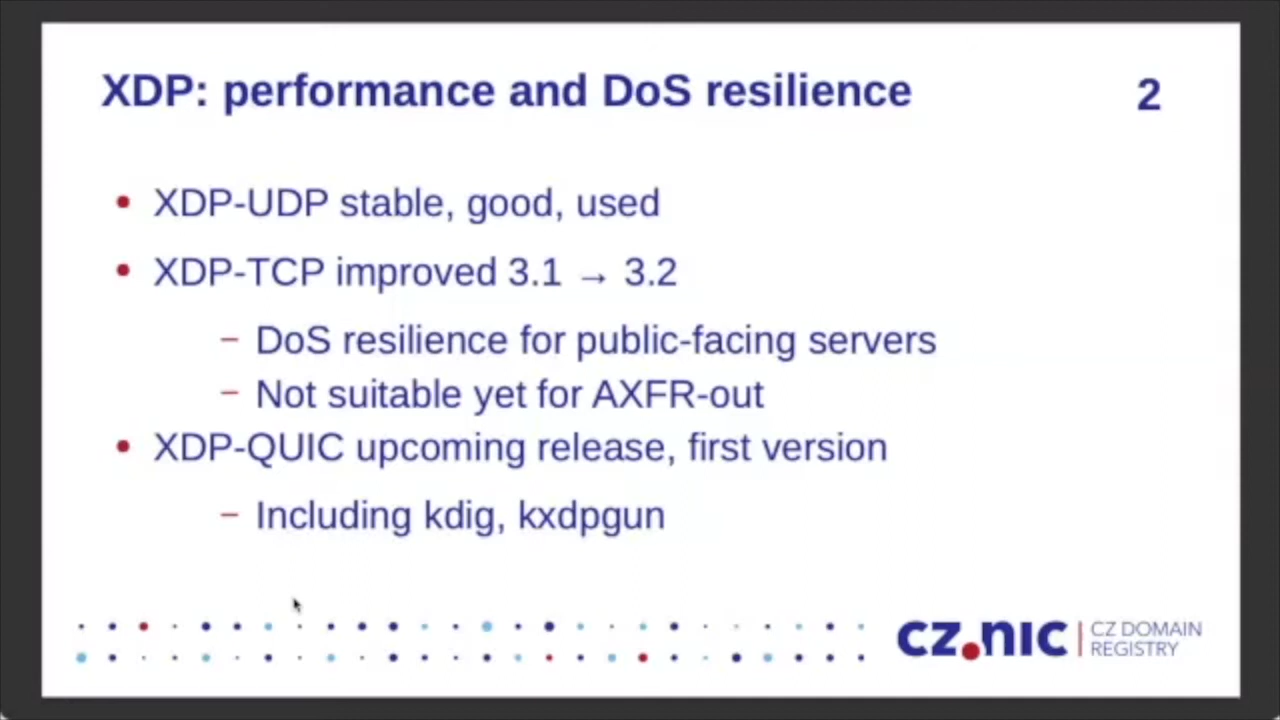 XDP: performance and DoS resilience
2
• XDP-UDP stable, good, used
• XDP-TCP improved 3.1 → 3.2
– DoS resilience for public-facing servers
– Not suitable yet for AXFR-out
• XDP-QUIC upcoming release, first version
– Including kdig, kxdpgun
cz.nic
CZ DOMAIN
REGISTRY